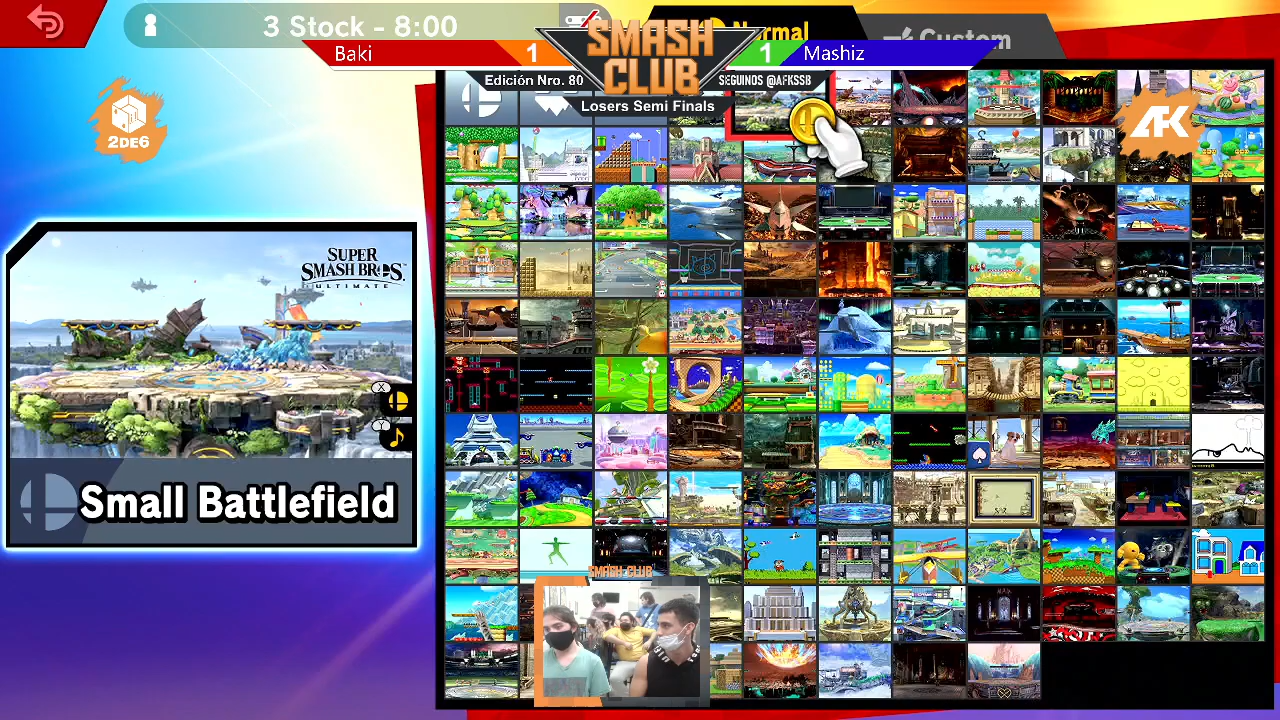 3 Stock - 8:00
Normal
Custom
Baki
1
SMASH
CLUB
1
Mashiz
Edición Nro. 80
SEGUINOS @AFKSSB
Losers Semi Finals
2DE6
AK
SUPER
SMASH BROS.
ULTIMATE
X
Y
Small Battlefield
SMASH CLUB